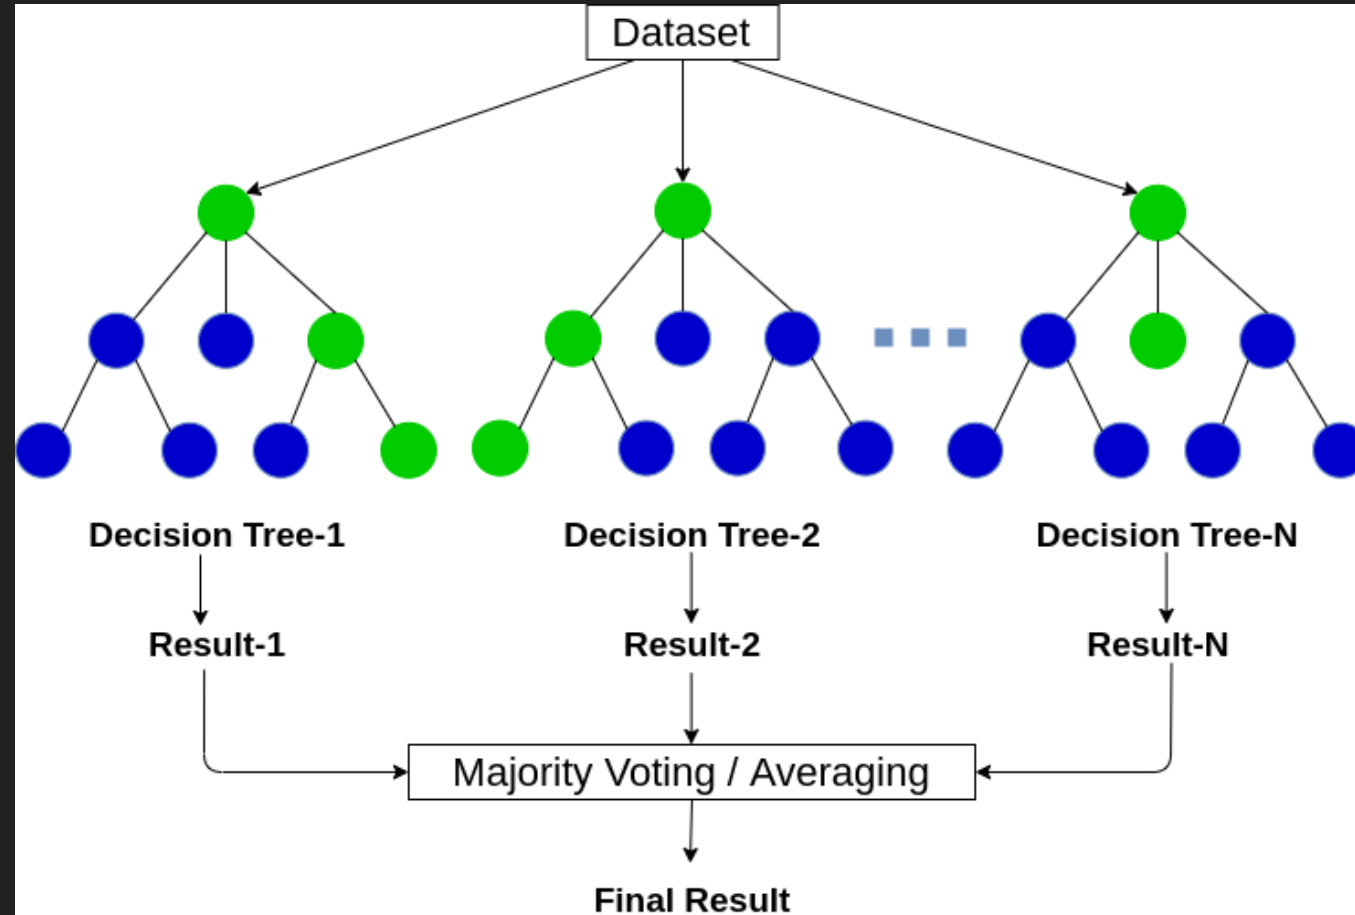 Dataset
Decision Tree-1
Decision Tree-2
Decision Tree-N
Result-1
Result-2
Result-N
Majority Voting / Averaging
Final Result